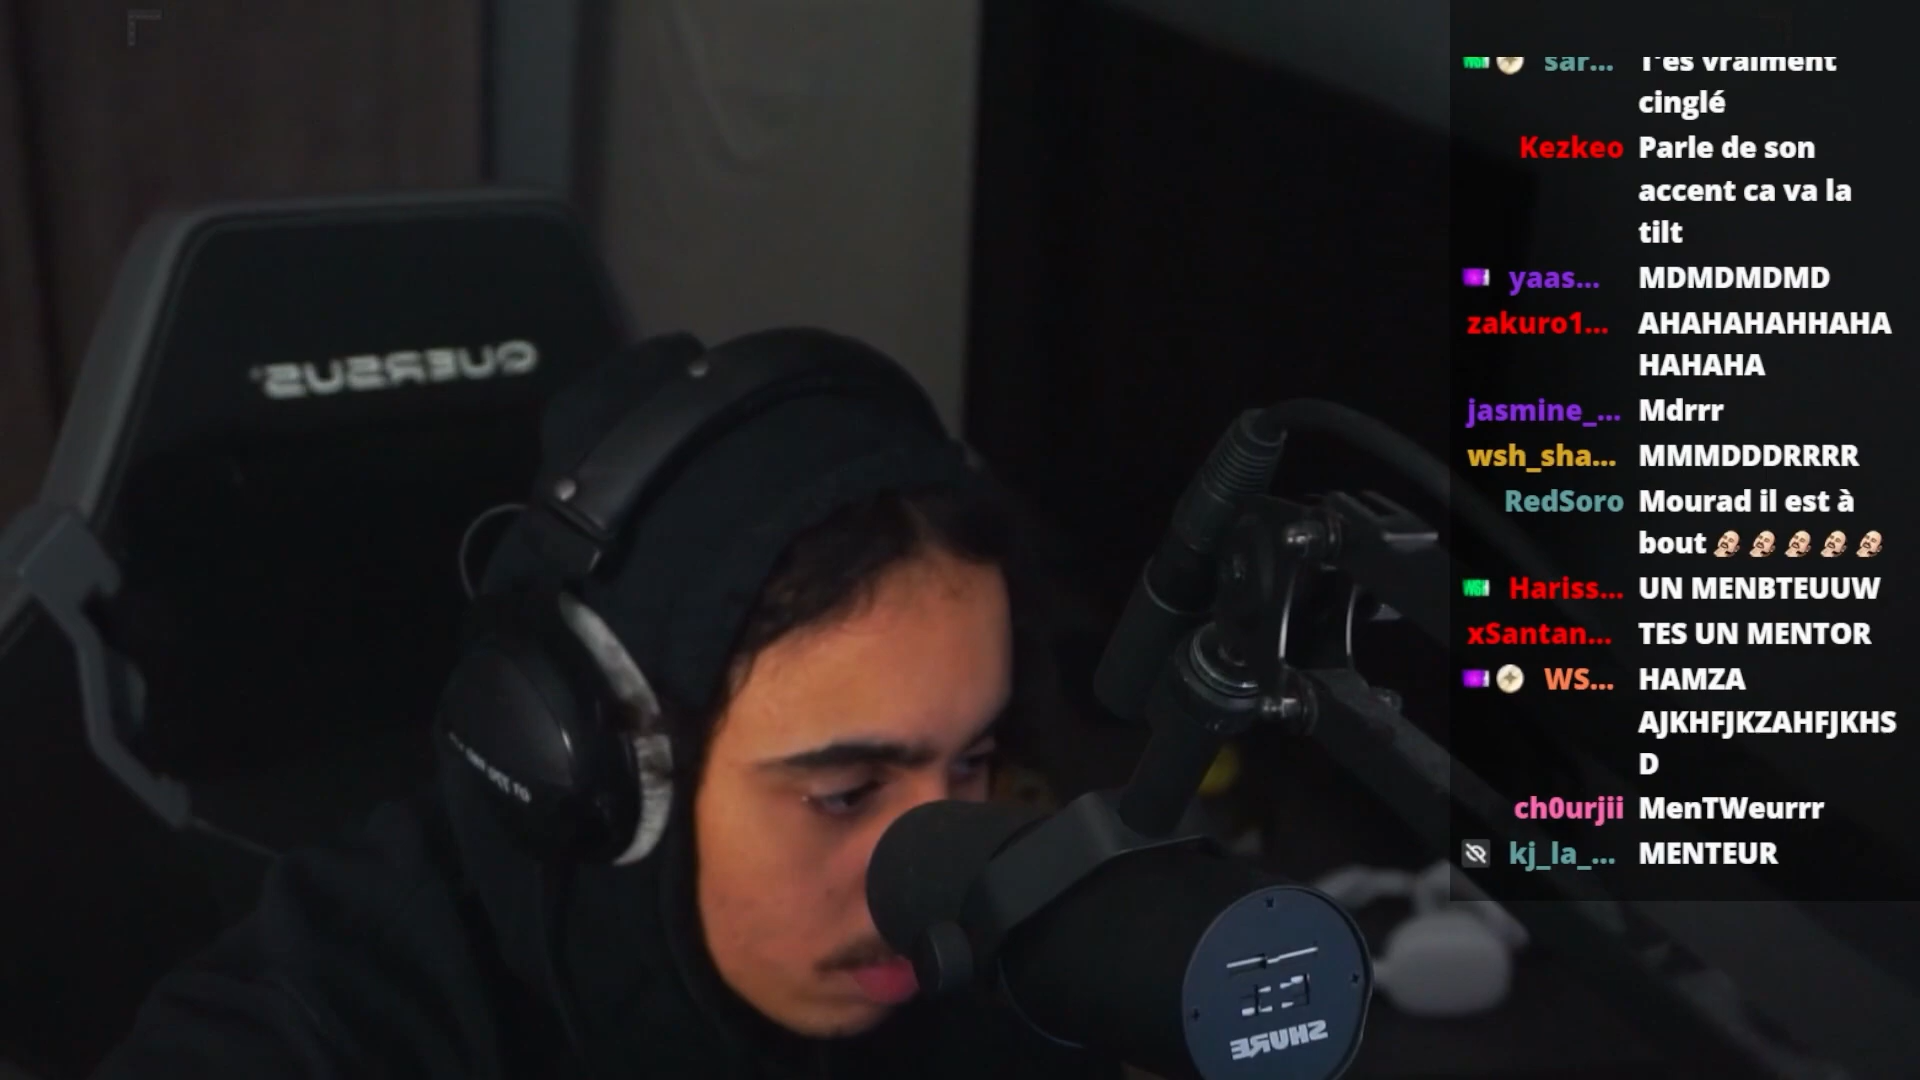 sar... T'es vraiment
cinglé
Kezkeo Parle de son
accent ca va la
tilt
yaas... MDMDMDMD
zakuro1... AHAHAHAHHAHA
HAHAHA
jasmine_... Mdrrr
wsh_sha... MMMDDDRRRR
RedSoro Mourad il est à
bout
Hariss... UN MENBTEUUW
xSantan... TES UN MENTOR
WS... HAMZA
AJKHFJKZAHFJKHS
D
ch0urjii MenTWeurrr
kj_la_... MENTEUR
QUERSUS
SHURE